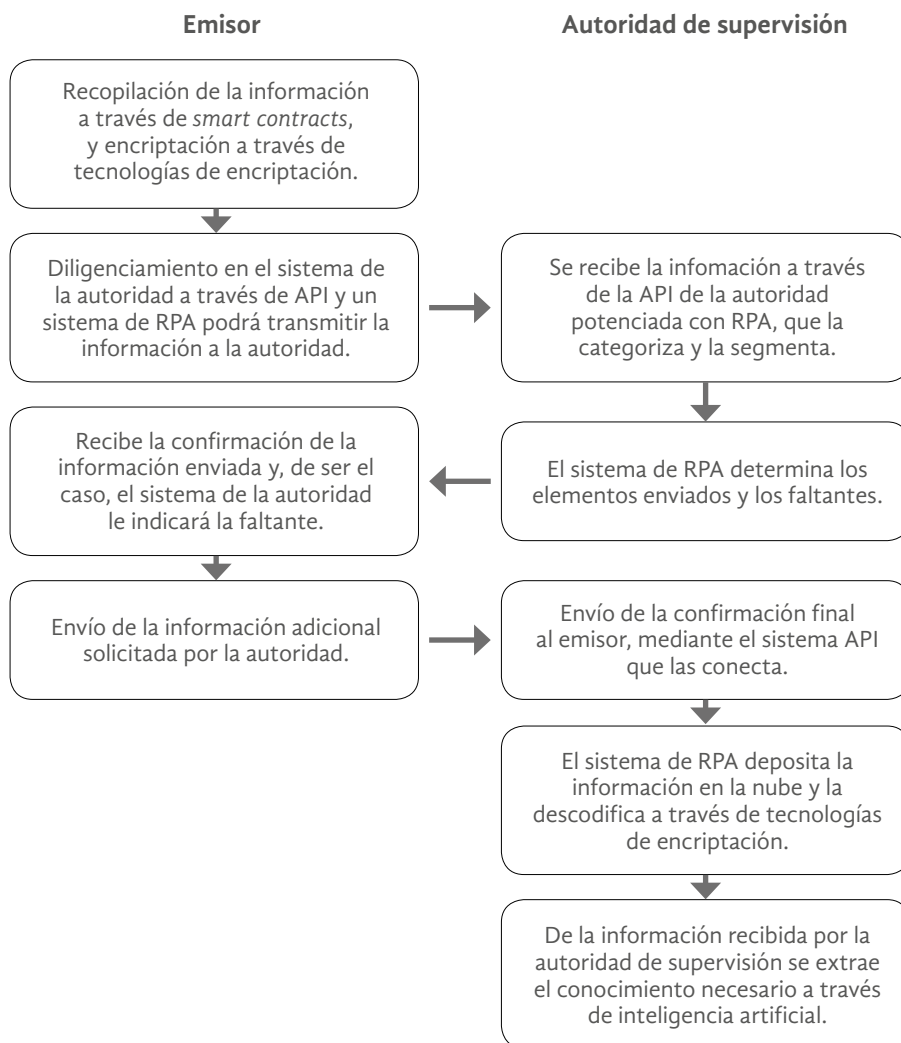 Emisor
Autoridad de supervisión
Recopilación de la información
a través de smart contracts,
y encriptación a través de
tecnologías de encriptación.
Diligenciamiento en el sistema de
la autoridad a través de API y un
sistema de RPA podrá transmitir la
información a la autoridad.
Se recibe la infomación a través
de la API de la autoridad
potenciada con RPA, que la
categoriza y la segmenta.
Recibe la confirmación de la
información enviada y, de ser el
caso, el sistema de la autoridad
le indicará la faltante.
El sistema de RPA determina los
elementos enviados y los faltantes.
Envío de la información adicional
solicitada por la autoridad.
Envío de la confirmación final
al emisor, mediante el sistema API
que las conecta.
El sistema de RPA deposita la
información en la nube y la
descodifica a través de tecnologías
de encriptación.
De la información recibida por la
autoridad de supervisión se extrae
el conocimiento necesario a través
de inteligencia artificial.